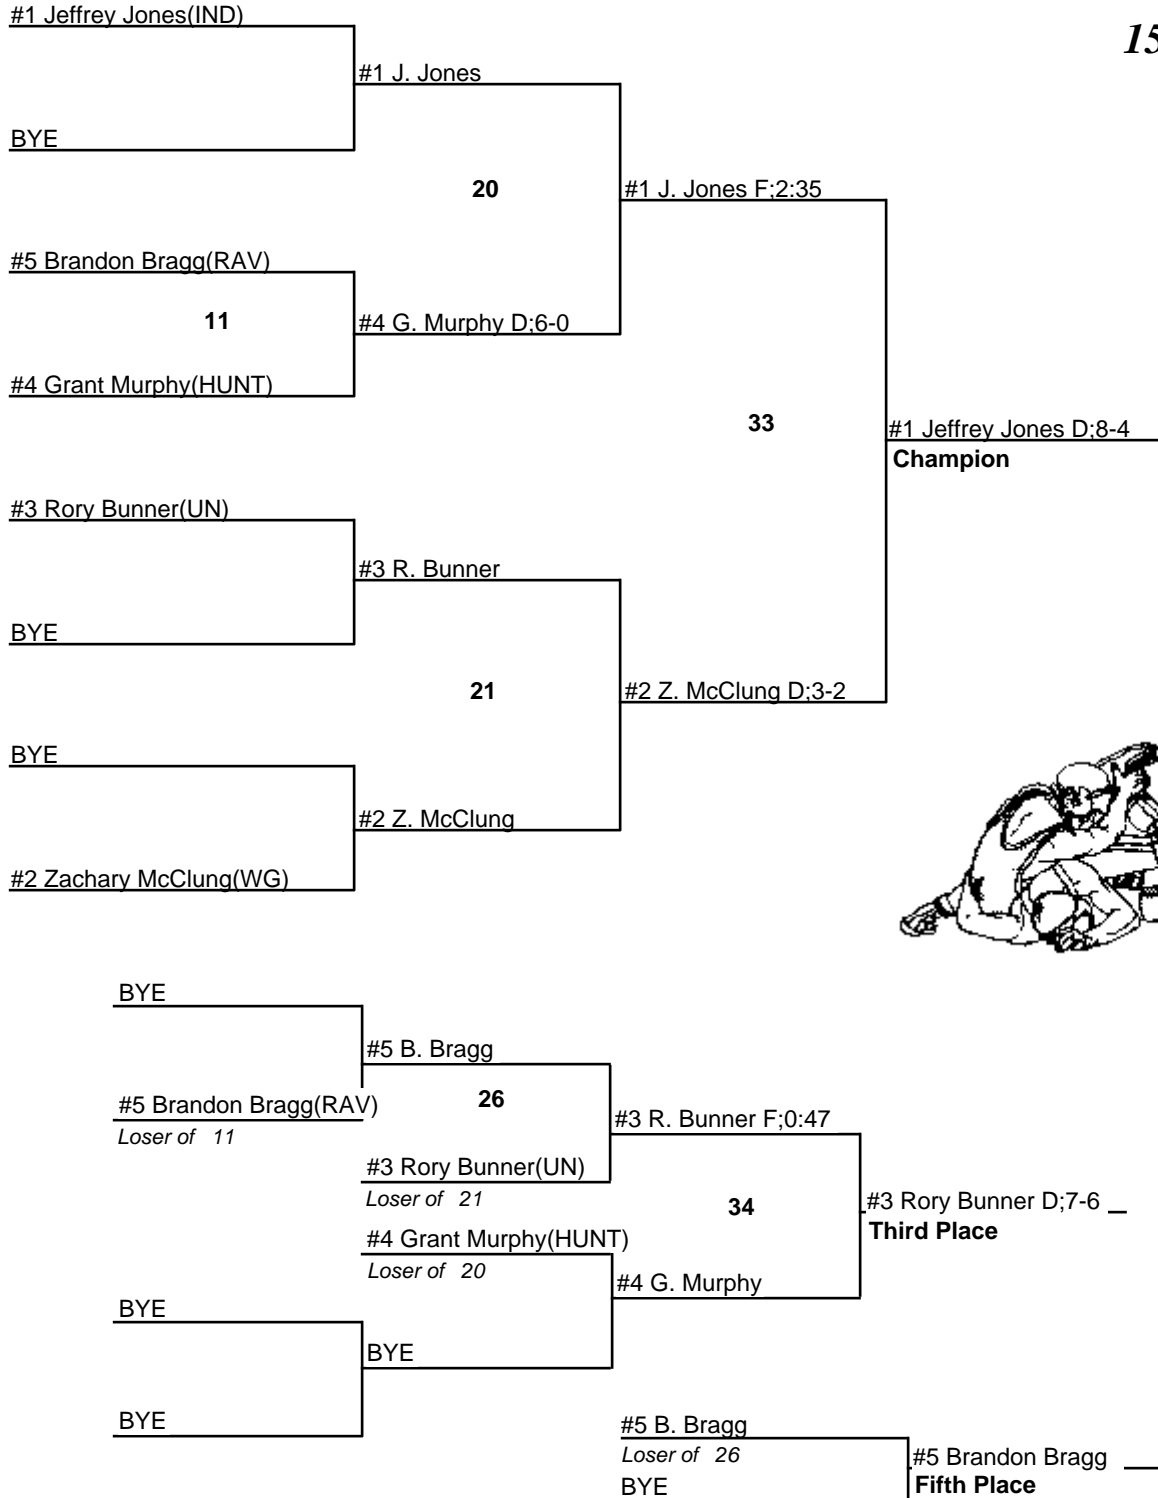 #1 Jeffrey Jones(IND)
15
#1 J. Jones
BYE
20
#1 J. Jones F;2:35
#5 Brandon Bragg(RAV)
11
#4 G. Murphy D;6-0
#4 Grant Murphy(HUNT)
33
#1 Jeffrey Jones D;8-4
Champion
#3 Rory Bunner(UN)
#3 R. Bunner
BYE
21
#2 Z. McClung D;3-2
BYE
#2 Z. McClung
#2 Zachary McClung(WG)
BYE
#5 B. Bragg
#5 Brandon Bragg(RAV)
Loser of 11
26
#3 R. Bunner F;0:47
#3 Rory Bunner(UN)
Loser of 21
34
#3 Rory Bunner D;7-6
Third Place
#4 Grant Murphy(HUNT)
Loser of 20
#4 G. Murphy
BYE
BYE
BYE
#5 B. Bragg
Loser of 26
#5 Brandon Bragg
Fifth Place
BYE